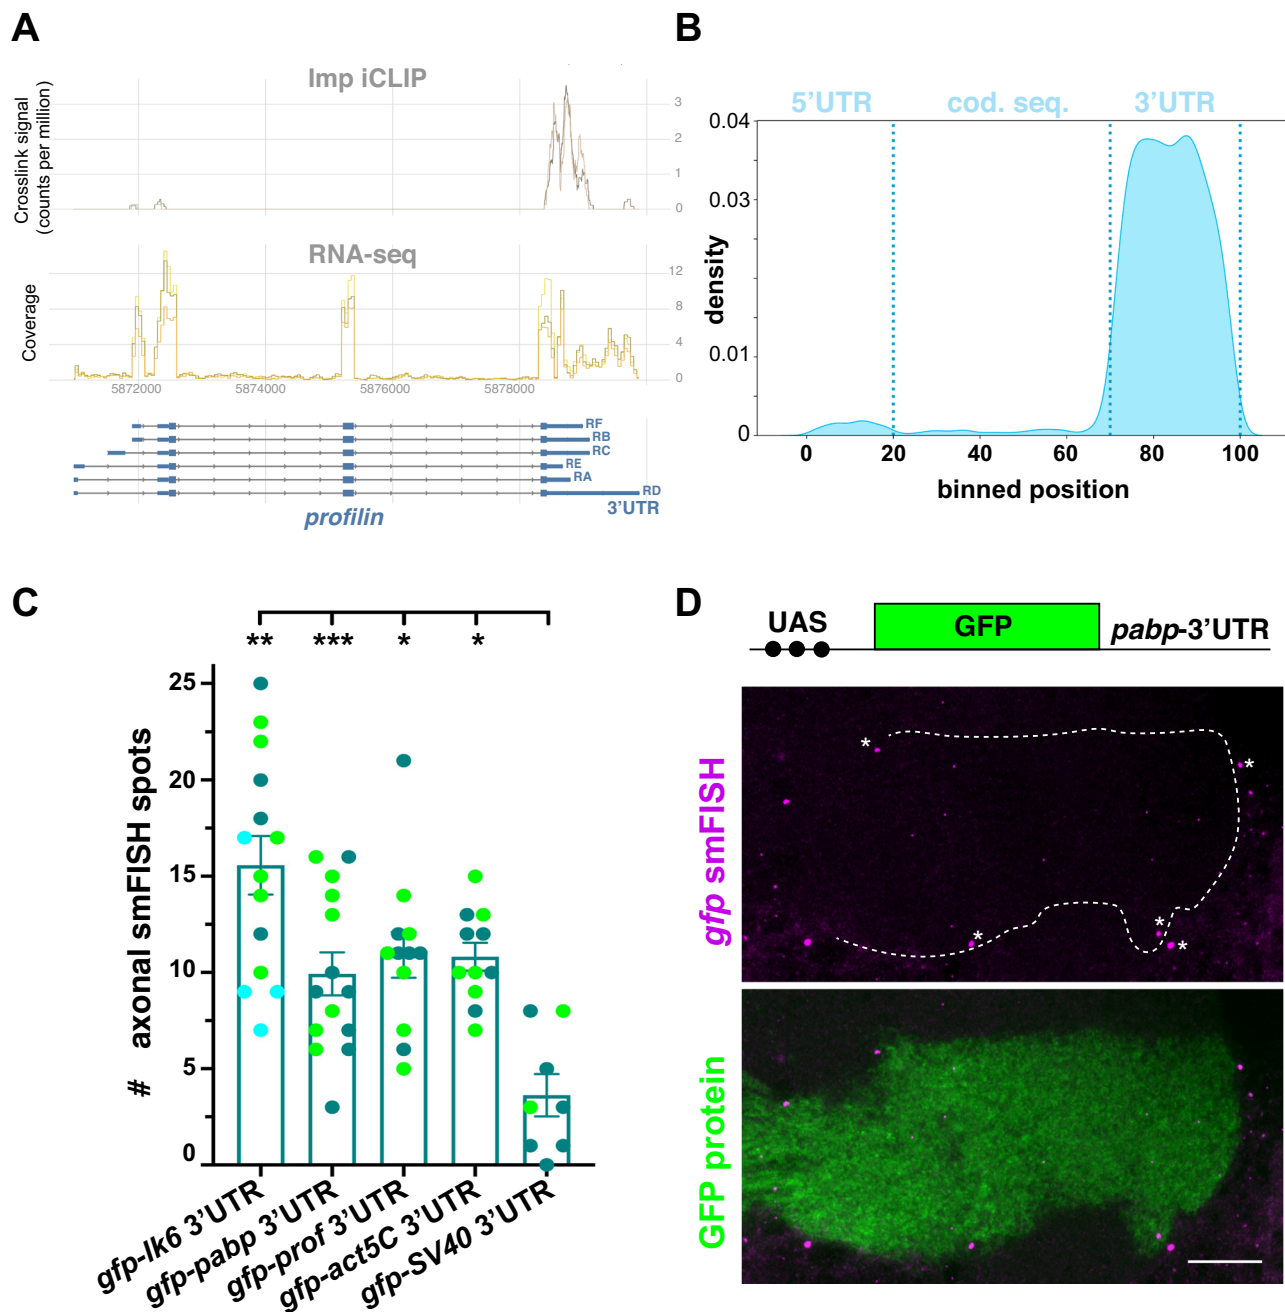 A
Imp iCLIP
Crosslink signal
(counts per million)
3
2
1
0
RNA-seq
Coverage
12
8
4
0
5872000 5874000 5876000 5878000
RF
RB
RC
RE
RA
RD
profilin
3'UTR
B
5'UTR cod. seq. 3'UTR
density
0.04
0.03
0.01
0
0 20 40 60 80 100
binned position
C
** *** * *
# axonal smFISH spots
25
20
15
10
5
0
gfp-lk6 3'UTR
gfp-pabp 3'UTR
gfp-prof 3'UTR
gfp-act5C 3'UTR
gfp-SV40 3'UTR
D
UAS GFP pabp-3'UTR
gfp smFISH
*
*
*
*
*
GFP protein